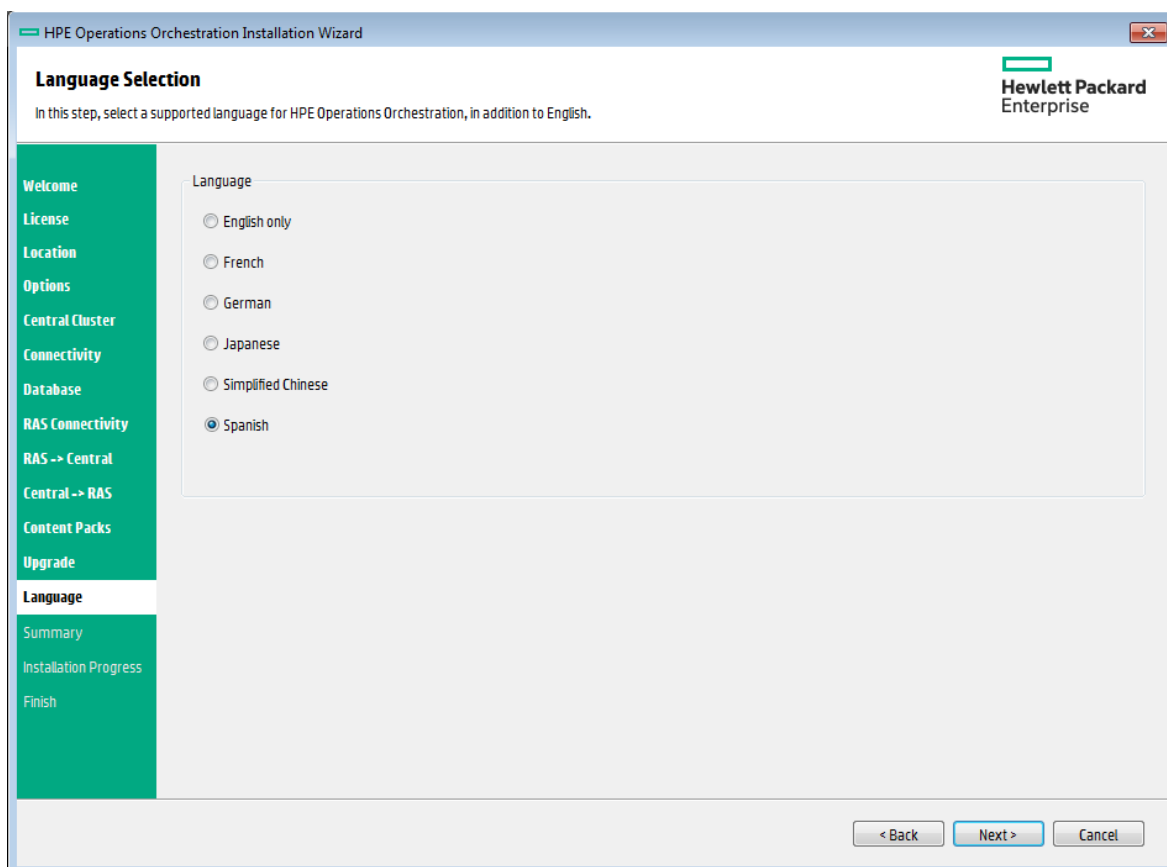 HPE Operations Orchestration Installation Wizard
Language Selection
In this step, select a supported language for HPE Operations Orchestration, in addition to English.
Hewlett Packard
Enterprise
Welcome
License
Location
Options
Central Cluster
Connectivity
Database
RAS Connectivity
RAS -> Central
Central -> RAS
Content Packs
Upgrade
Language
Summary
Installation Progress
Finish
Language
English only
French
German
Japanese
Simplified Chinese
Spanish
< Back
Next >
Cancel